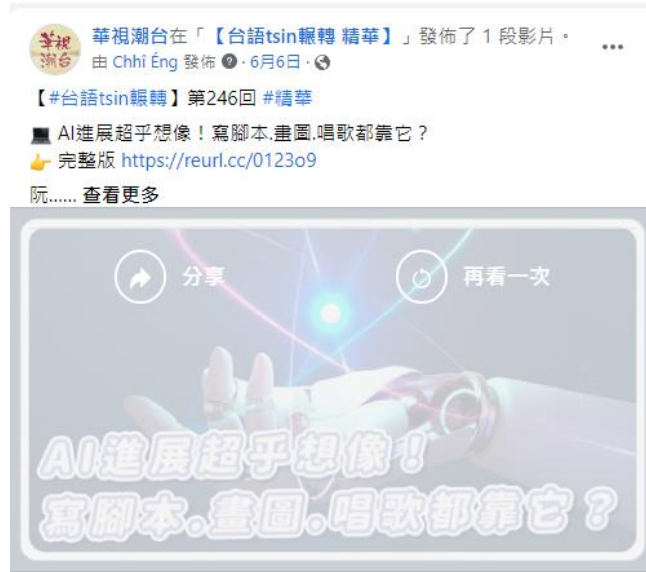 華視潮台在「【台語tsin輾轉 精華】」發佈了 1 段影片。
由 Chhî Éng 發佈 · 6月6日 ·
【#台語tsin輾轉】第246回 #精華
AI進展超乎想像!寫腳本.畫圖.唱歌都靠它?
完整版 https://reurl.cc/0123o9
阮...... 查看更多
分享
再看一次
AI進展超乎想像!
寫腳本。畫圖。唱歌都靠它?
華視
潮台